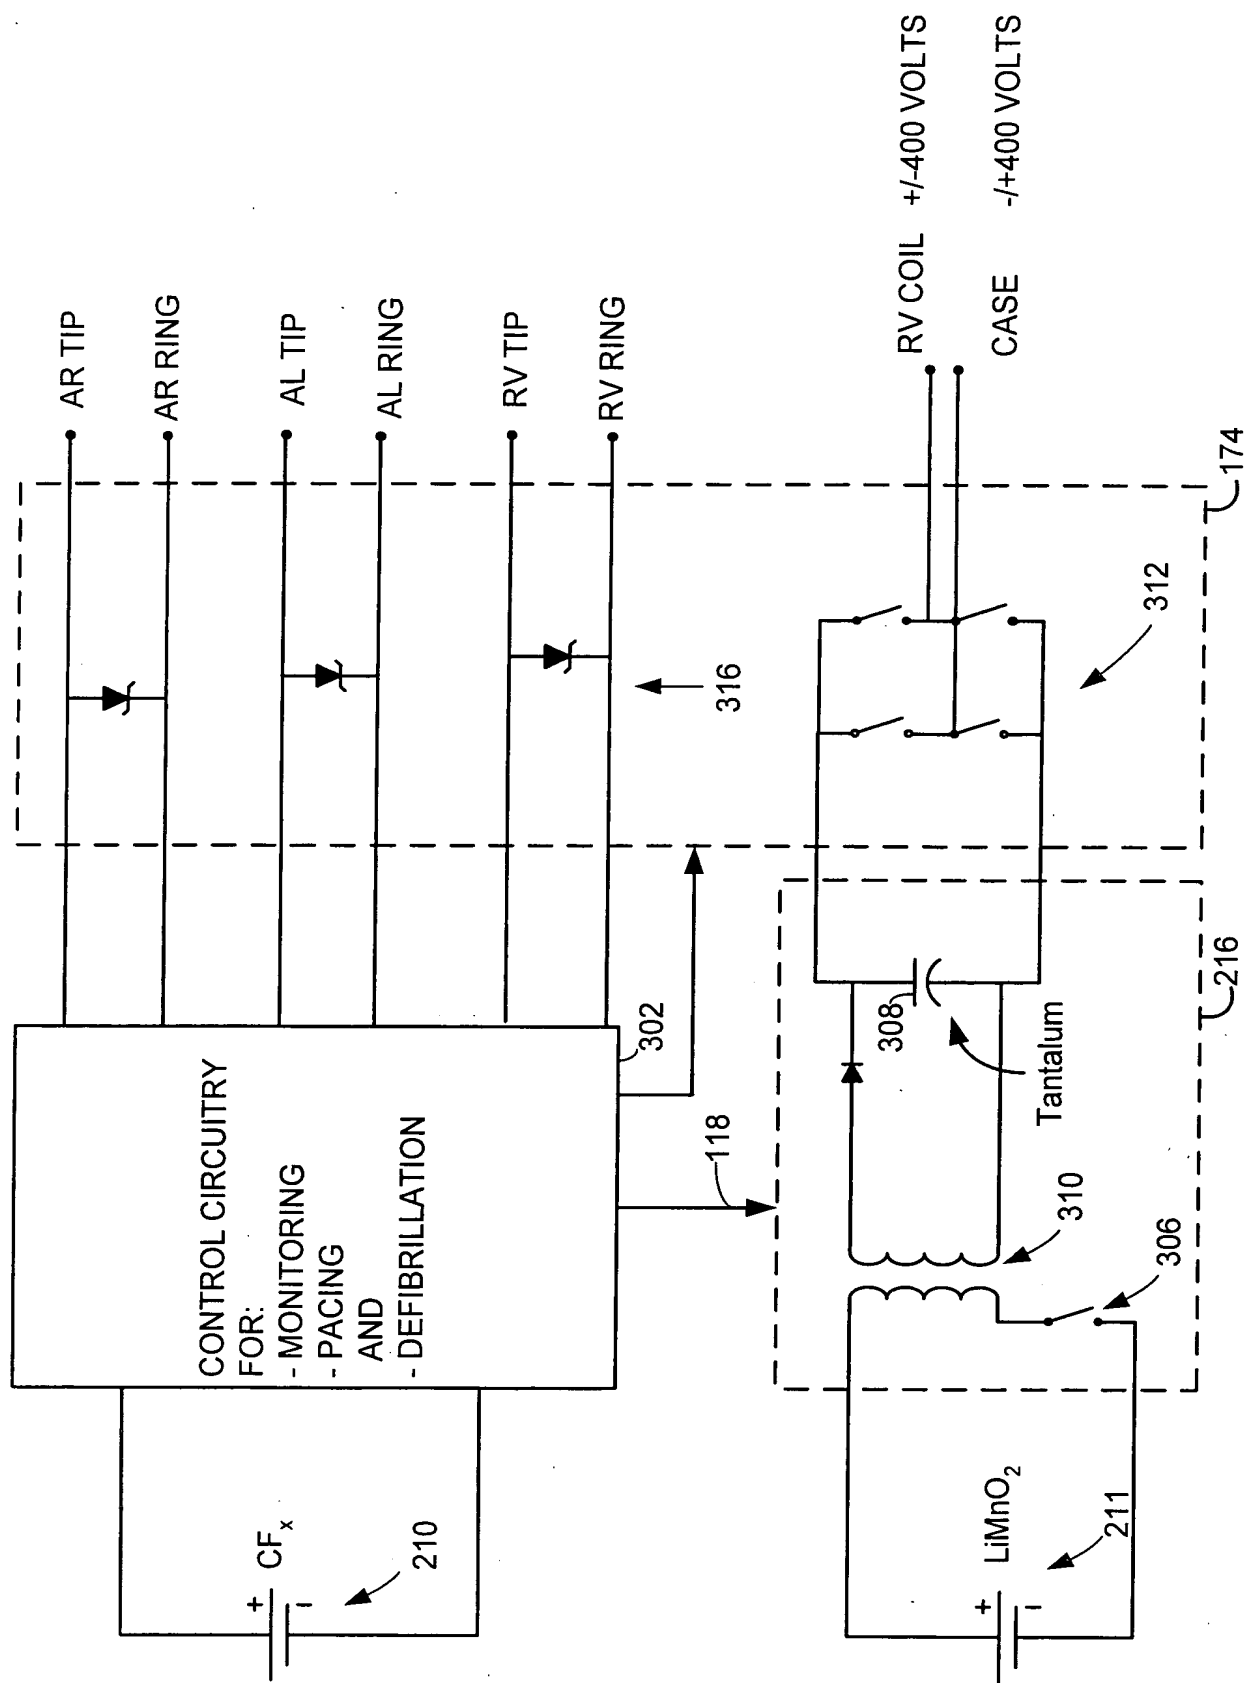 AR TIP
AR RING
AL TIP
AL RING
RV TIP
RV RING
CONTROL CIRCUITRY
FOR:
- MONITORING
- PACING
AND
- DEFIBRILLATION
302
316
+
CFx
-
210
118
RV COIL +/-400 VOLTS
CASE -/+400 VOLTS
174
312
308
Tantalum
216
310
306
+
LiMnO2
-
211